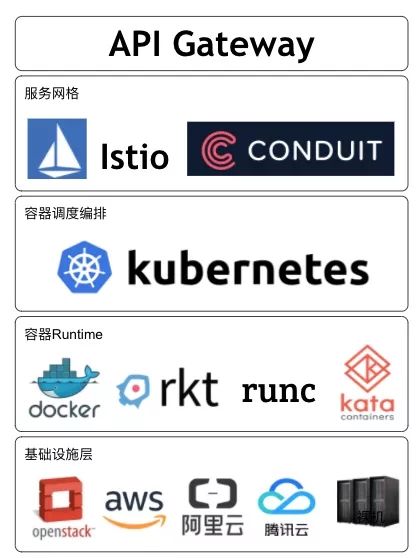 API Gateway
服务网格
Istio
CONDUIT
容器调度编排
kubernetes
容器Runtime
docker
rkt
runc
kata
containers
基础设施层
openstack
aws
阿里云
腾讯云
裸机